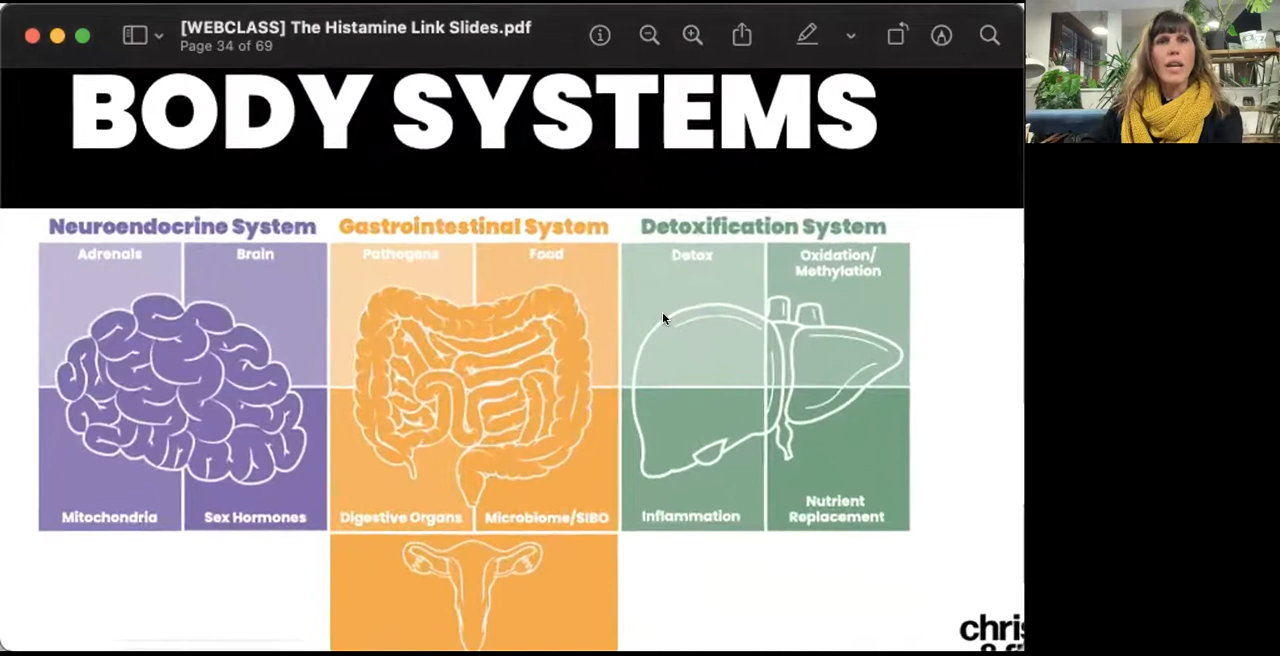 [WEBCLASS] The Histamine Link Slides.pdf
Page 34 of 69
BODY SYSTEMS
Neuroendocrine System
Adrenals
Brain
Mitochondria
Sex Hormones
Gastrointestinal System
Pathogens
Food
Digestive Organs
Microbiome/SIBO
Detoxification System
Detox
Oxidation/
Methylation
Inflammation
Nutrient
Replacement